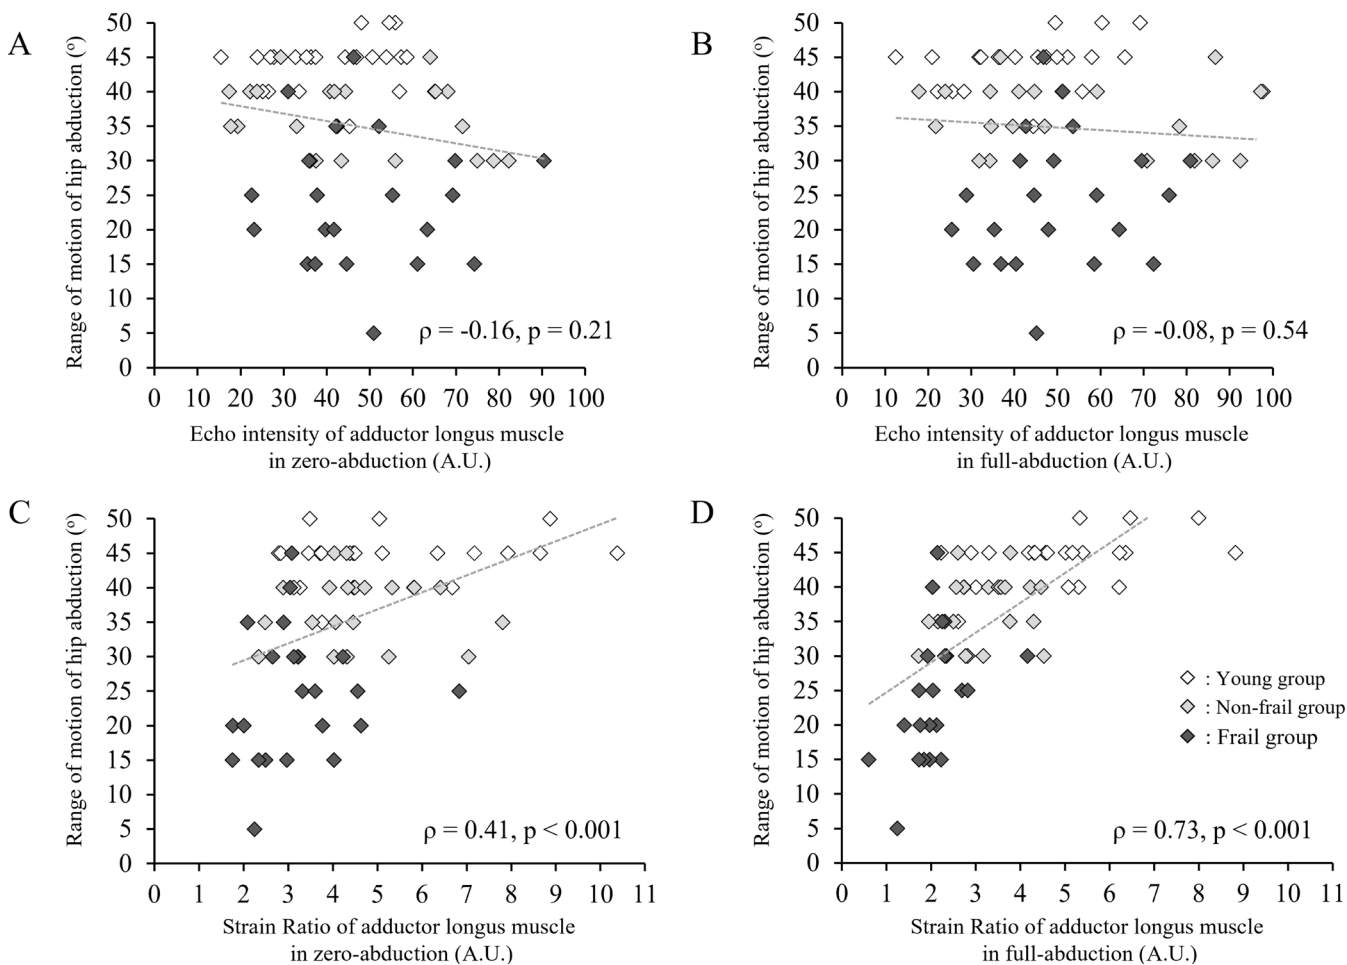 A
Range of motion of hip abduction (º)
50
45
40
35
30
25
20
15
10
5
0
ρ = -0.16, p = 0.21
0 10 20 30 40 50 60 70 80 90 100
Echo intensity of adductor longus muscle
in zero-abduction (A.U.)
B
Range of motion of hip abduction (º)
50
45
40
35
30
25
20
15
10
5
0
ρ = -0.08, p = 0.54
0 10 20 30 40 50 60 70 80 90 100
Echo intensity of adductor longus muscle
in full-abduction (A.U.)
C
Range of motion of hip abduction (º)
50
45
40
35
30
25
20
15
10
5
0
ρ = 0.41, p < 0.001
0 1 2 3 4 5 6 7 8 9 10 11
Strain Ratio of adductor longus muscle
in zero-abduction (A.U.)
D
Range of motion of hip abduction (º)
50
45
40
35
30
25
20
15
10
5
0
: Young group
: Non-frail group
: Frail group
ρ = 0.73, p < 0.001
0 1 2 3 4 5 6 7 8 9 10 11
Strain Ratio of adductor longus muscle
in full-abduction (A.U.)